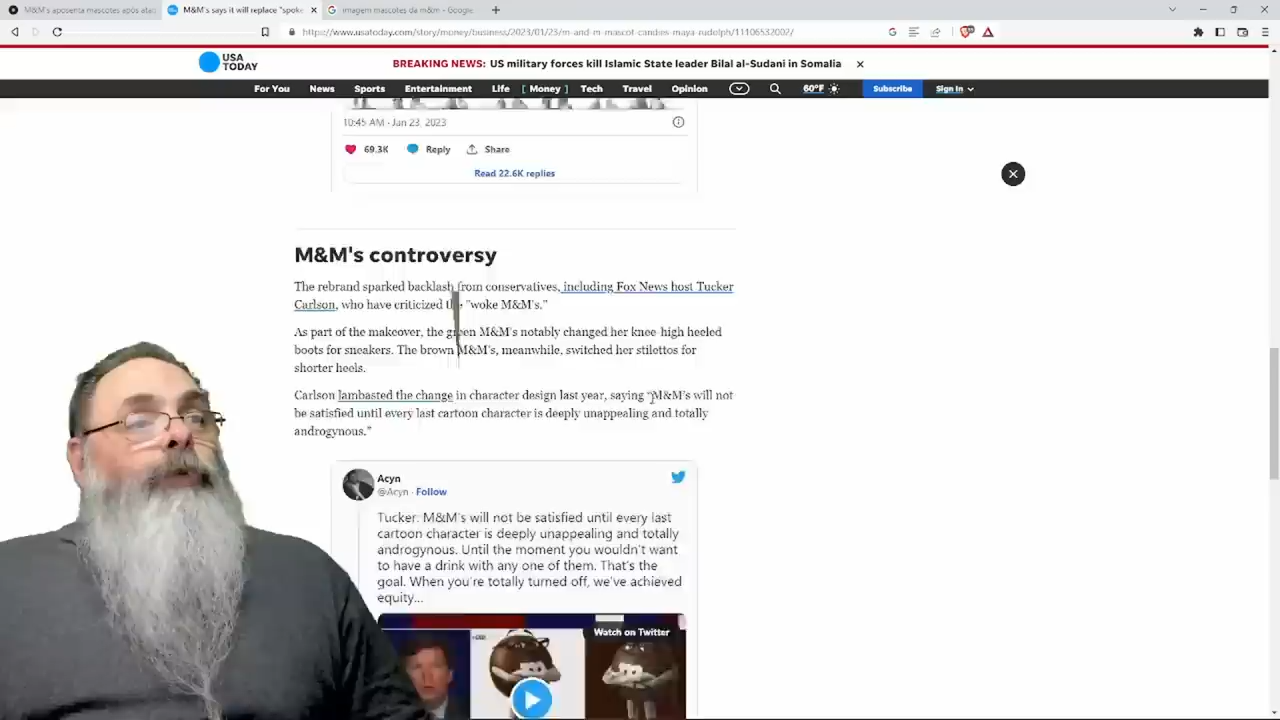 M&M's aposenta mascotes após atac
M&M's says it will replace "spoke
imagem mascotes da m&m - Google
https://www.usatoday.com/story/money/business/2023/01/23/m-and-m-mascot-candies-maya-rudolph/11106532002/
USA
TODAY
BREAKING NEWS: US military forces kill Islamic State leader Bilal al-Sudani in Somalia
For You News Sports Entertainment Life [ Money ] Tech Travel Opinion 60°F Subscribe Sign In
10:45 AM · Jan 23, 2023
69.3K Reply Share
Read 22.6K replies
M&M's controversy
The rebrand sparked backlash from conservatives, including Fox News host Tucker
Carlson, who have criticized the "woke M&M's."
As part of the makeover, the green M&M's notably changed her knee-high heeled
boots for sneakers. The brown M&M's, meanwhile, switched her stilettos for
shorter heels.
Carlson lambasted the change in character design last year, saying "M&M's will not
be satisfied until every last cartoon character is deeply unappealing and totally
androgynous."
Acyn
@Acyn · Follow
Tucker: M&M's will not be satisfied until every last
cartoon character is deeply unappealing and totally
androgynous. Until the moment you wouldn't want
to have a drink with any one of them. That's the
goal. When you're totally turned off, we've achieved
equity...
Watch on Twitter